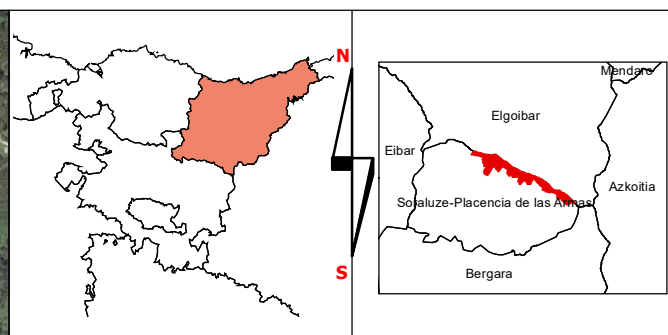 N
S
Mendaro
Elgoibar
Eibar
Azkoitia
Soraluze-Placencia de las Armas
Bergara